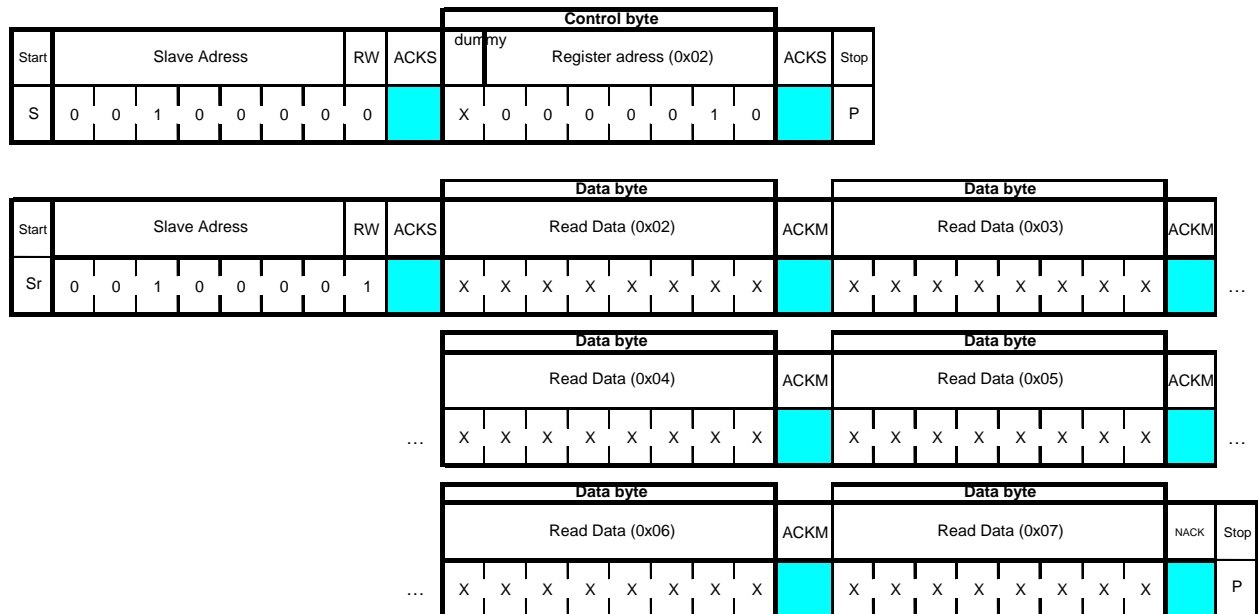 Control byte
Start Slave Adress RW ACKS dummy Register adress (0x02) ACKS Stop
S 0 0 1 0 0 0 0 0 X 0 0 0 0 0 1 0 P
Data byte Data byte
Start Slave Adress RW ACKS Read Data (0x02) ACKM Read Data (0x03) ACKM
Sr 0 0 1 0 0 0 0 1 X X X X X X X X X X X X X X X X …
Data byte Data byte
Read Data (0x04) ACKM Read Data (0x05) ACKM
… X X X X X X X X X X X X X X X X …
Data byte Data byte
Read Data (0x06) ACKM Read Data (0x07) NACK Stop
… X X X X X X X X X X X X X X X X P